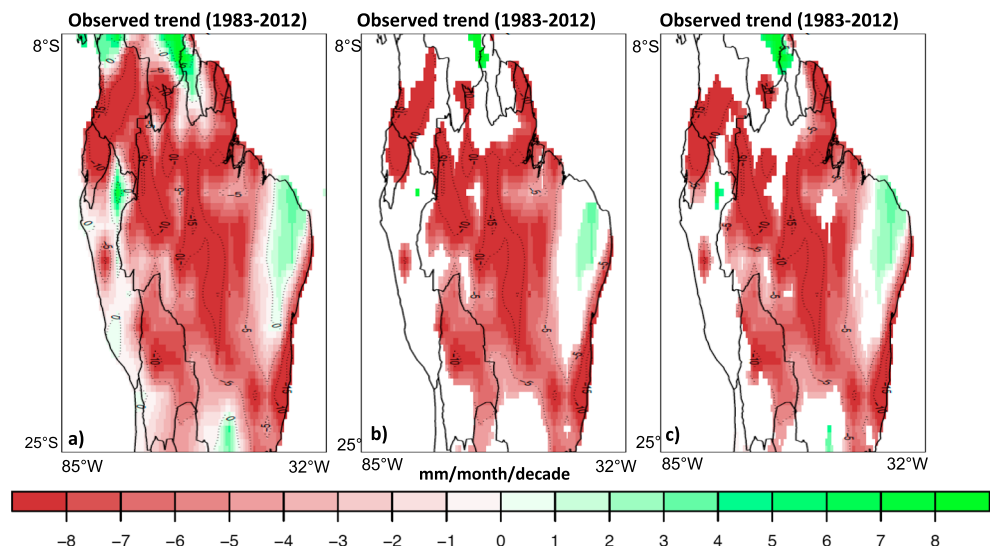 Observed trend (1983-2012) Observed trend (1983-2012) Observed trend (1983-2012)
8°S 8°S 8°S
a) b) c)
25°S 25° 25°S
85°W 32°W 85°W 32°W 85°W 32°W
mm/month/decade
−8 −7 −6 −5 −4 −3 −2 −1 0 1 2 3 4 5 6 7 8